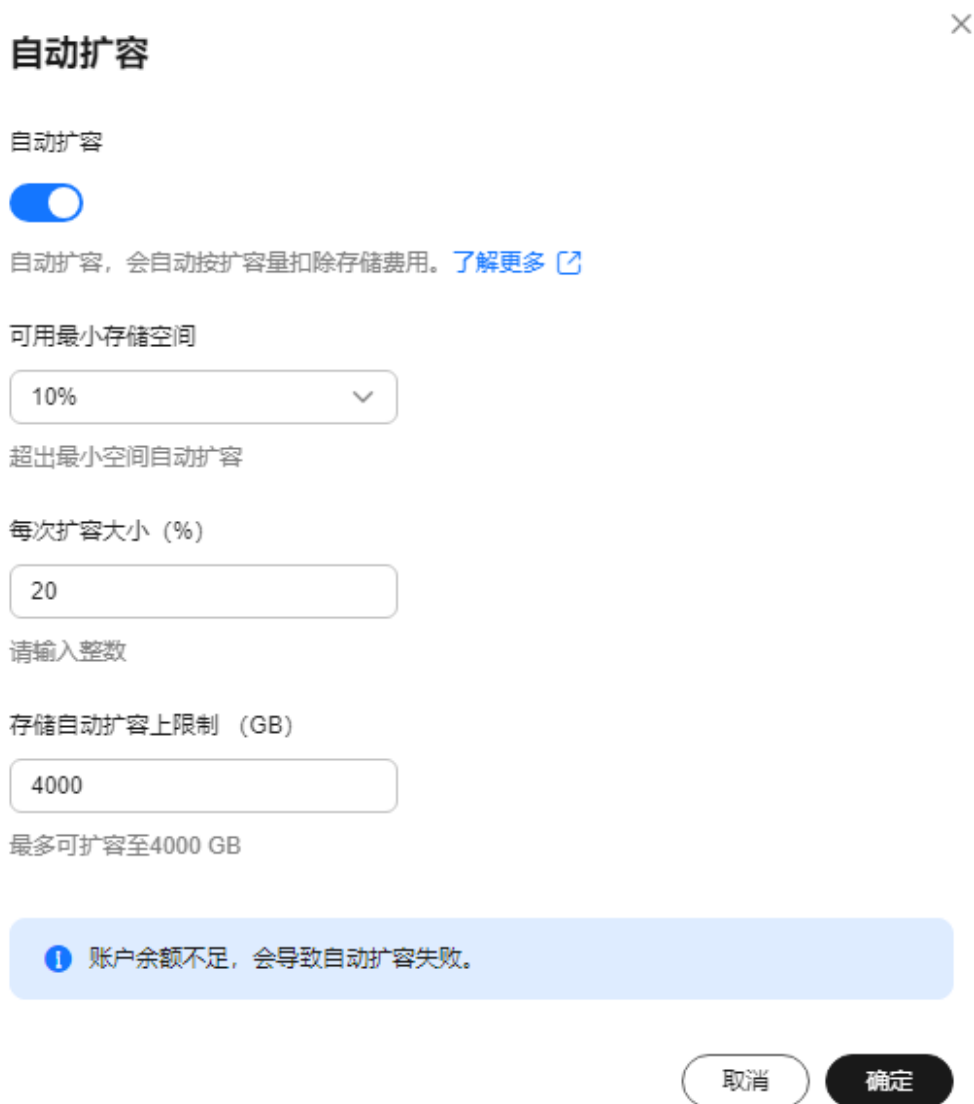 自动扩容
自动扩容
自动扩容，会自动按扩容量扣除存储费用。了解更多
可用最小存储空间
10%
超出最小空间自动扩容
每次扩容大小（%）
20
请输入整数
存储自动扩容上限制 （GB）
4000
最多可扩容至4000 GB
账户余额不足，会导致自动扩容失败。
取消 确定